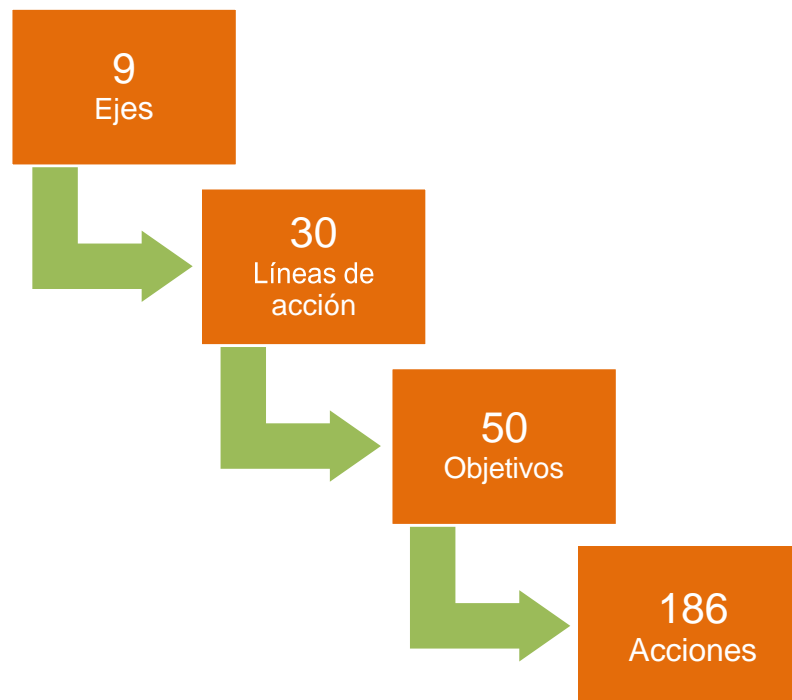 9
Ejes
30
Líneas de
acción
50
Objetivos
186
Acciones